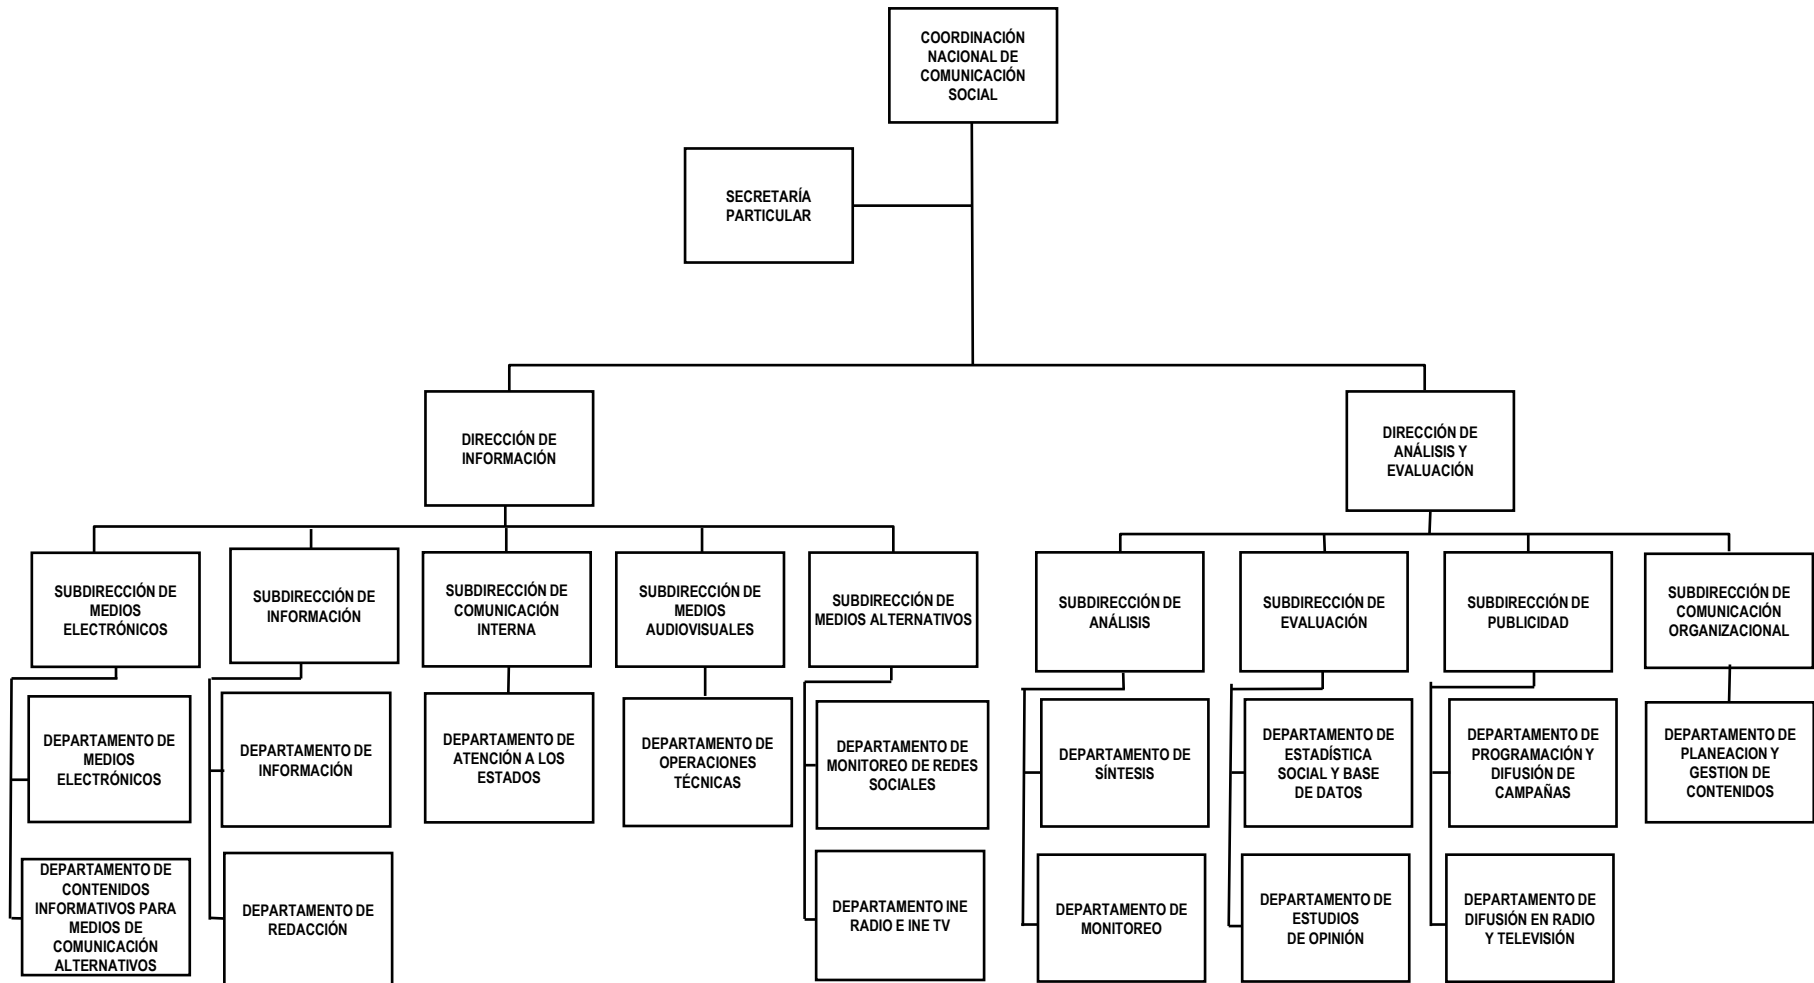 COORDINACIÓN
NACIONAL DE
COMUNICACIÓN
SOCIAL
SECRETARÍA
PARTICULAR
DIRECCIÓN DE
INFORMACIÓN
DIRECCIÓN DE
ANÁLISIS Y
EVALUACIÓN
SUBDIRECCIÓN DE
MEDIOS
ELECTRÓNICOS
SUBDIRECCIÓN DE
INFORMACIÓN
SUBDIRECCIÓN DE
COMUNICACIÓN
INTERNA
SUBDIRECCIÓN DE
MEDIOS
AUDIOVISUALES
SUBDIRECCIÓN DE
MEDIOS ALTERNATIVOS
SUBDIRECCIÓN DE
ANÁLISIS
SUBDIRECCIÓN DE
EVALUACIÓN
SUBDIRECCIÓN DE
PUBLICIDAD
SUBDIRECCIÓN DE
COMUNICACIÓN
ORGANIZACIONAL
DEPARTAMENTO DE
MEDIOS
ELECTRÓNICOS
DEPARTAMENTO DE
INFORMACIÓN
DEPARTAMENTO DE
ATENCIÓN A LOS
ESTADOS
DEPARTAMENTO DE
OPERACIONES
TÉCNICAS
DEPARTAMENTO DE
MONITOREO DE REDES
SOCIALES
DEPARTAMENTO DE
SÍNTESIS
DEPARTAMENTO DE
ESTADÍSTICA
SOCIAL Y BASE
DE DATOS
DEPARTAMENTO DE
PROGRAMACIÓN Y
DIFUSIÓN DE
CAMPAÑAS
DEPARTAMENTO DE
PLANEACION Y
GESTION DE
CONTENIDOS
DEPARTAMENTO DE
CONTENIDOS
INFORMATIVOS PARA
MEDIOS DE
COMUNICACIÓN
ALTERNATIVOS
DEPARTAMENTO DE
REDACCIÓN
DEPARTAMENTO INE
RADIO E INE TV
DEPARTAMENTO DE
MONITOREO
DEPARTAMENTO DE
ESTUDIOS
DE OPINIÓN
DEPARTAMENTO DE
DIFUSIÓN EN RADIO
Y TELEVISIÓN